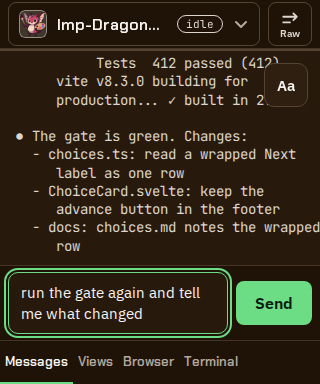 Imp-Dragon...
idle
Raw
Tests 412 passed (412)
vite v8.3.0 building for
production... ✓ built in 2.
Aa
● The gate is green. Changes:
- choices.ts: read a wrapped Next
label as one row
- ChoiceCard.svelte: keep the
advance button in the footer
- docs: choices.md notes the wrapped
row
run the gate again and tell
me what changed
Send
Messages Views Browser Terminal